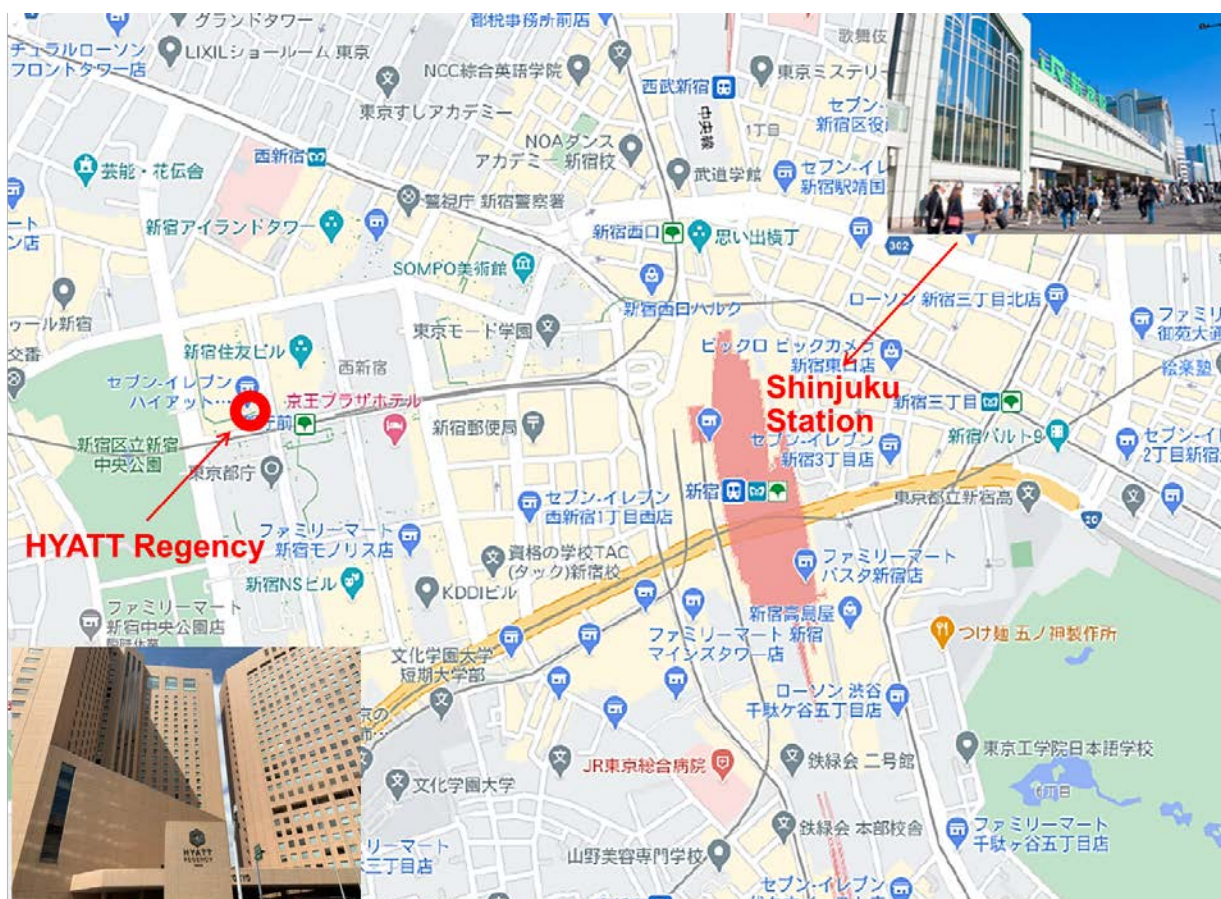 グランドタワー
都税事務所前店
歌舞伎
チュラルローソン
フロントタワー店
LIXILショールーム 東京
NCC綜合英語学院
東京ミステリー
西武新宿
中央線
東京すしアカデミー
セブン-
新宿区役
1丁目
NOAダンス
アカデミー 新宿校
芸能・花伝舎
西新宿
武道学館
セブン-イレ
新宿駅靖国
警視庁 新宿警察署
マート
ン店
新宿アイランドタワー
新宿西口
思い出横丁
302
SOMPO美術館
新宿西口ハルク
ローソン 新宿三丁目北店
ゥール新宿
東京モード学園
ファミリ
御苑大通
交番
新宿住友ビル
西新宿
ビックロ ビックカメラ
新宿東口店
絵楽塾
セブン-イレブン
ハイアット…
京王プラザホテル
Shinjuku
Station
新宿三丁目
庁前
新宿郵便局
新宿バルト9
新宿区立新宿
中央公園
セブン-イレブン
新宿3丁目店
セブン-イ
2丁目新宿
東京都庁
新宿
セブン-イレブン
西新宿1丁目西店
東京都立新宿高
20
HYATT Regency
ファミリーマート
新宿モノリス店
資格の学校TAC
(タック)新宿校
ファミリーマート
バスタ新宿店
新宿NSビル
KDDIビル
ファミリーマート
新宿中央公園店
新宿高島屋
ファミリーマート 新宿
マインズタワー店
つけ麺 五ノ神製作所
文化学園大学
短期大学部
ローソン 渋谷
千駄ケ谷五丁目店
京の
JR東京総合病院
鉄緑会 二号館
東京工学院日本語学校
文化学園大学
6丁目
HYATT
REGENCY
ファミリーマート
千駄ヶ谷五丁目店
鉄緑会 本部校舎
レブン
木三丁目店
山野美容専門学校
セブン-イレブン